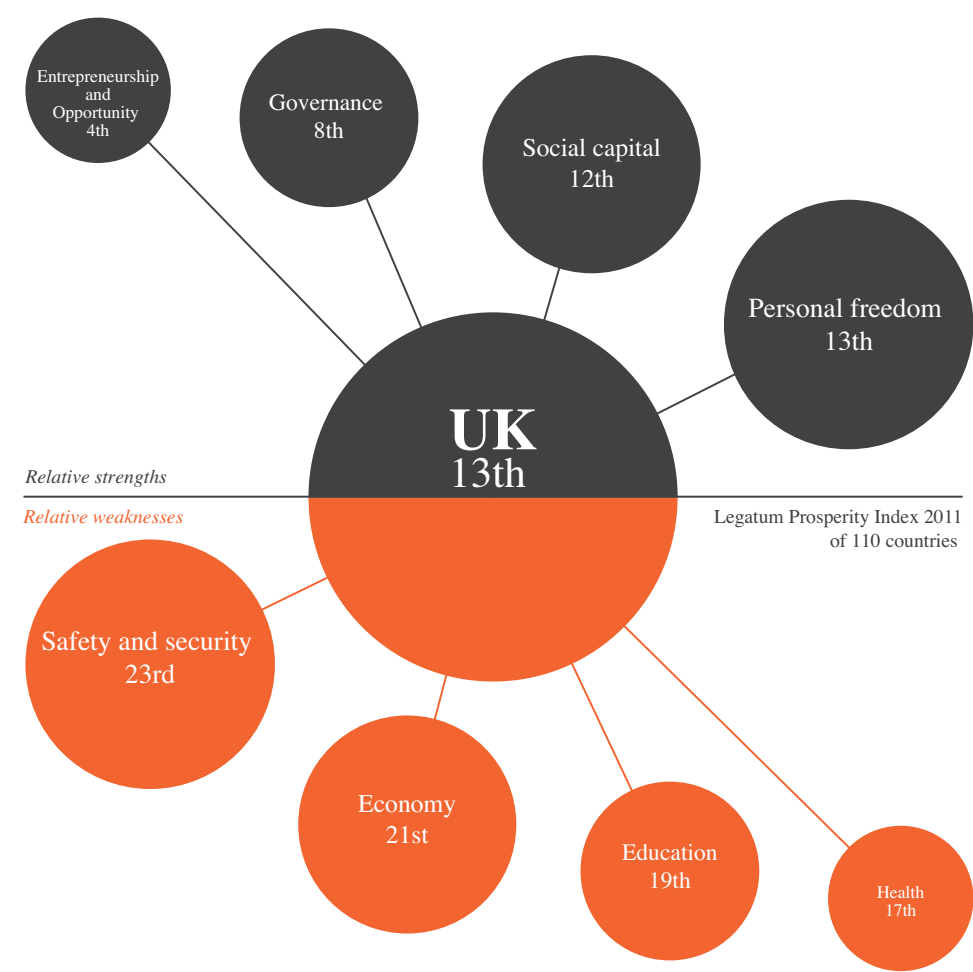 Entrepreneurship
and
Opportunity
4th
Governance
8th
Social capital
12th
Personal freedom
13th
UK
13th
Relative strengths
Relative weaknesses
Legatum Prosperity Index 2011
of 110 countries
Safety and security
23rd
Economy
21st
Education
19th
Health
17th